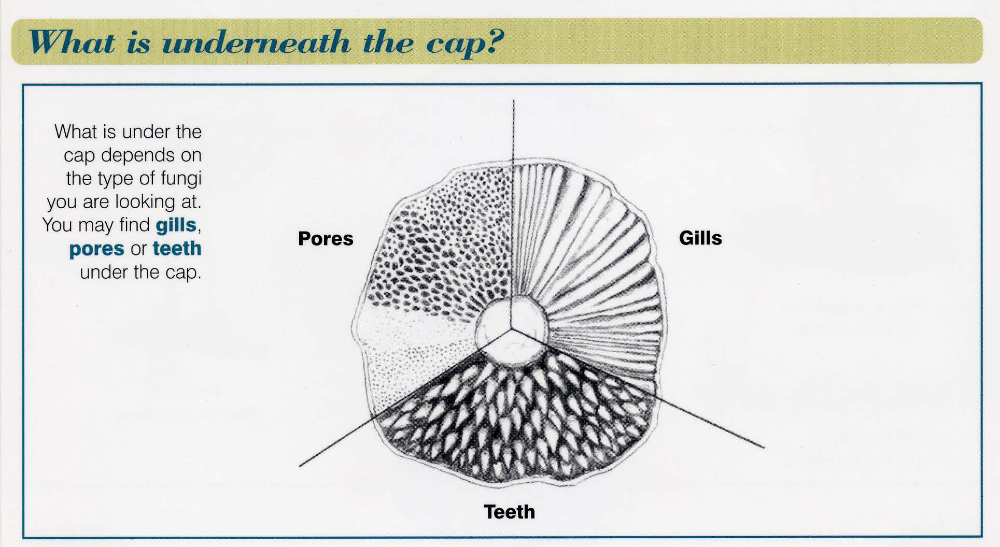 What is underneath the cap?
What is under the
cap depends on
the type of fungi
you are looking at.
You may find gills,
pores or teeth
under the cap.
Pores
Gills
Teeth